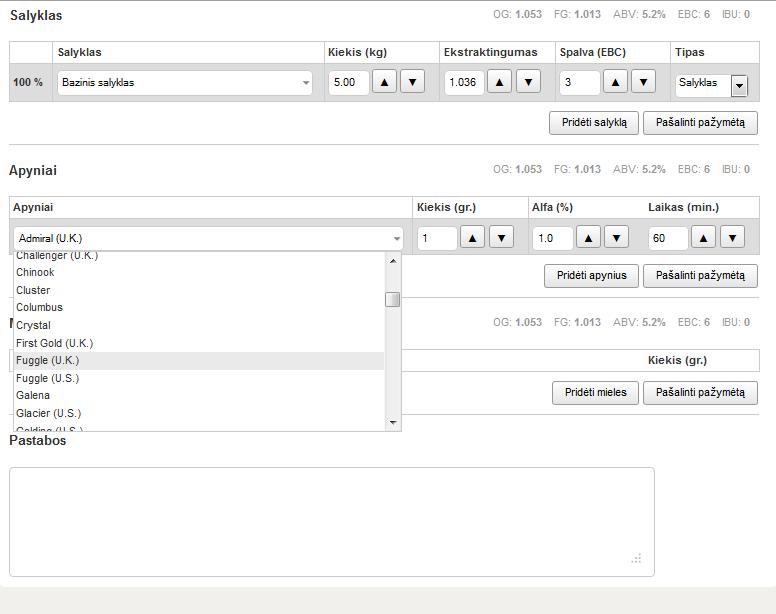 Salyklas OG: 1.053 FG: 1.013 ABV: 5.2% EBC: 6 IBU: 0
Salyklas Kiekis (kg) Ekstraktingumas Spalva (EBC) Tipas
100 % Bazinis salyklas 5.00 ▲ ▼ 1.036 ▲ ▼ 3 ▲ ▼ Salyklas
Pridėti salyklą Pašalinti pažymėtą
Apyniai OG: 1.053 FG: 1.013 ABV: 5.2% EBC: 6 IBU: 0
Apyniai Kiekis (gr.) Alfa (%) Laikas (min.)
Admiral (U.K.) 1 ▲ ▼ 1.0 ▲ ▼ 60 ▲ ▼
Challenger (U.K.)
Chinook
Pridėti apynius Pašalinti pažymėtą
Cluster
Columbus
Crystal OG: 1.053 FG: 1.013 ABV: 5.2% EBC: 6 IBU: 0
First Gold (U.K.)
Fuggle (U.K.) Kiekis (gr.)
Fuggle (U.S.)
Galena Pridėti mieles Pašalinti pažymėtą
Glacier (U.S.)
Golding (U.S.)
Pastabos